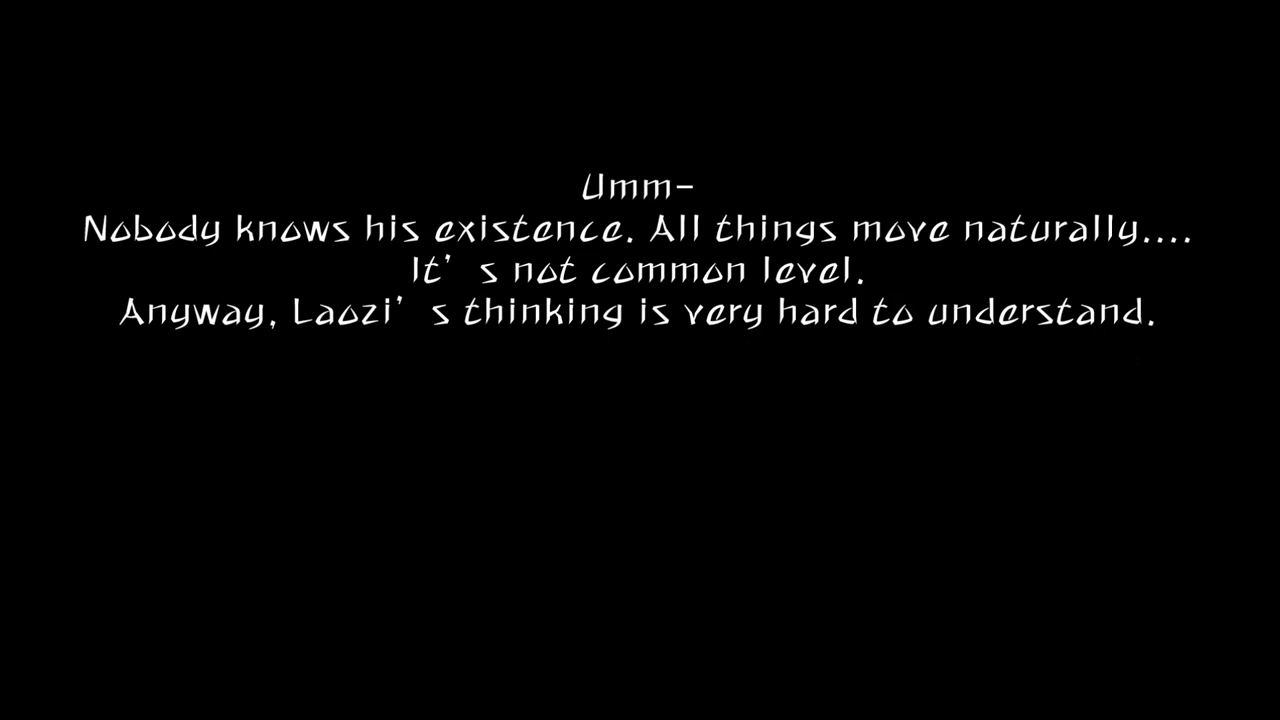 Umm-
Nobody knows his existence. All things move naturally....
It's not common level.
Anyway, Laozi's thinking is very hard to understand.